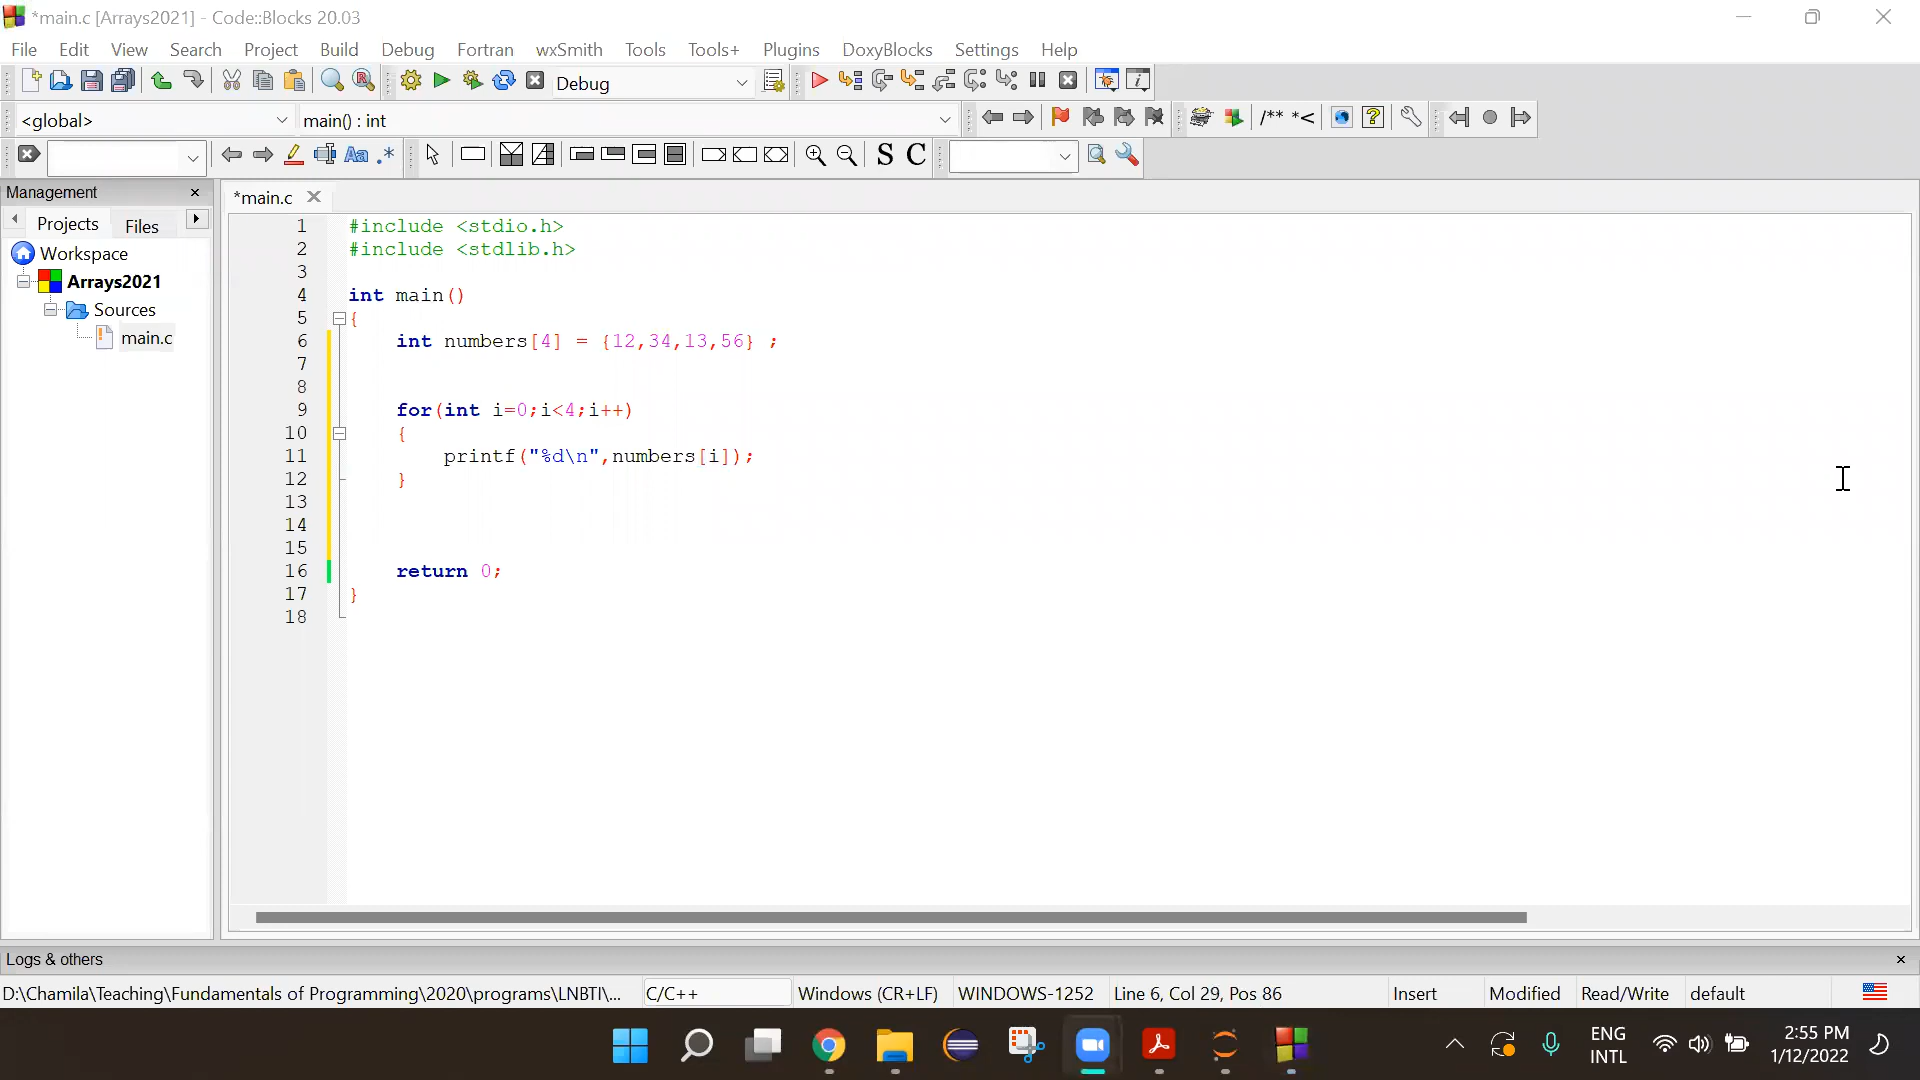 *main.c [Arrays2021] - Code::Blocks 20.03
File Edit View Search Project Build Debug Fortran wxSmith Tools Tools+ Plugins DoxyBlocks Settings Help
Debug
<global> main() : int /** *<
Aa .* S C
Management
Projects Files
Workspace
Arrays2021
Sources
main.c
*main.c
1 #include <stdio.h>
2 #include <stdlib.h>
3
4 int main()
5 {
6 int numbers[4] = {12,34,13,56} ;
7
8
9 for(int i=0;i<4;i++)
10 {
11 printf("%d\n",numbers[i]);
12 }
13
14
15
16 return 0;
17 }
18
Logs & others
D:\Chamila\Teaching\Fundamentals of Programming\2020\programs\LNBTI\... C/C++ Windows (CR+LF) WINDOWS-1252 Line 6, Col 29, Pos 86 Insert Modified Read/Write default
ENG INTL
2:55 PM
1/12/2022